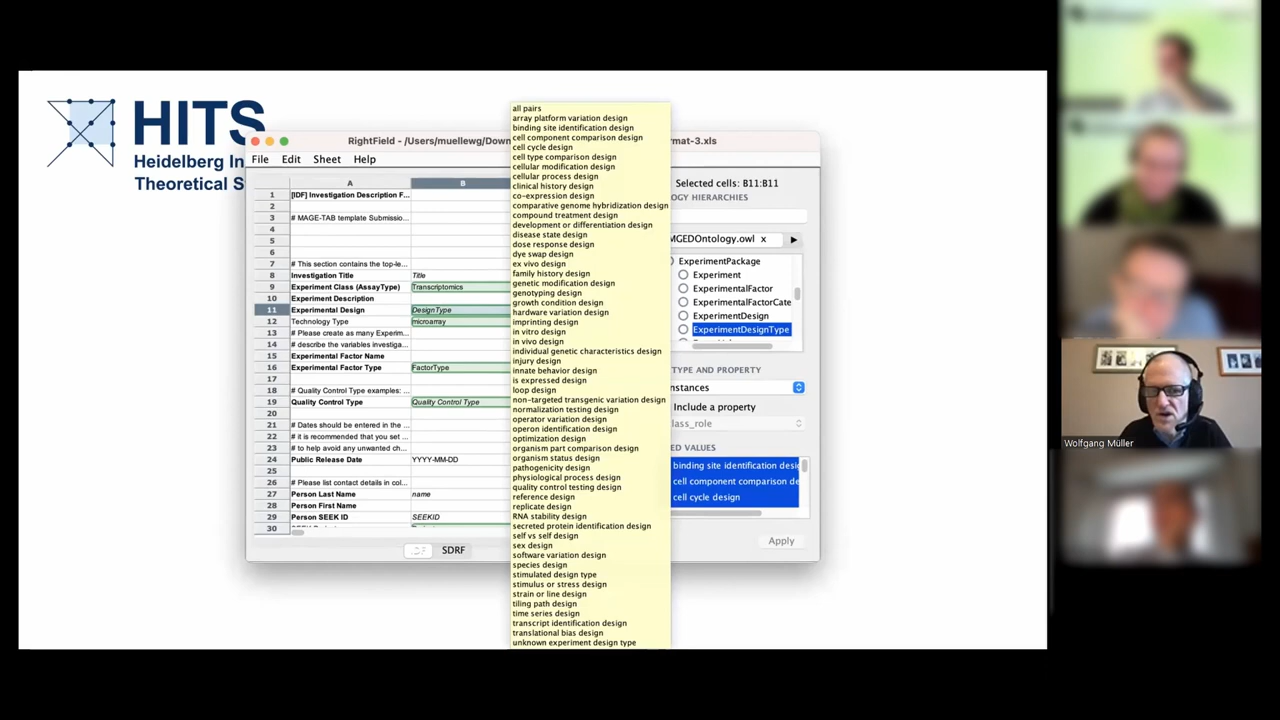 HITS
Heidelberg In
Theoretical S
RightField - /Users/muellewg/Down
rmat-3.xls
File Edit Sheet Help
A B
1 [IDF] Investigation Description F...
2
3 # MAGE-TAB template Submissio...
4
5
6
7 # This section contains the top-le...
8 Investigation Title Title
9 Experiment Class (AssayType) Transcriptomics
10 Experiment Description
11 Experimental Design DesignType
12 Technology Type microarray
13 # Please create as many Experim...
14 # describe the variables investiga...
15 Experimental Factor Name
16 Experimental Factor Type FactorType
17
18 # Quality Control Type examples: ...
19 Quality Control Type Quality Control Type
20
21 # Dates should be entered in the ...
22 # it is recommended that you set ...
23 # to help avoid any unwanted ch...
24 Public Release Date YYYY-MM-DD
25
26 # Please list contact details in col...
27 Person Last Name name
28 Person First Name
29 Person SEEK ID SEEKID
30
SDRF
all pairs
array platform variation design
binding site identification design
cell component comparison design
cell cycle design
cell type comparison design
cellular modification design
cellular process design
clinical history design
co-expression design
comparative genome hybridization design
compound treatment design
development or differentiation design
disease state design
dose response design
dye swap design
ex vivo design
family history design
genetic modification design
genotyping design
growth condition design
hardware variation design
imprinting design
in vitro design
in vivo design
individual genetic characteristics design
injury design
innate behavior design
is expressed design
loop design
non-targeted transgenic variation design
normalization testing design
operator variation design
operon identification design
optimization design
organism part comparison design
organism status design
pathogenicity design
physiological process design
quality control testing design
reference design
replicate design
RNA stability design
secreted protein identification design
self vs self design
sex design
software variation design
species design
stimulated design type
stimulus or stress design
strain or line design
tiling path design
time series design
transcript identification design
translational bias design
unknown experiment design type
Selected cells: B11:B11
OGY HIERARCHIES
MGEDOntology.owl x
ExperimentPackage
Experiment
ExperimentalFactor
ExperimentalFactorCate
ExperimentDesign
ExperimentDesignType
TYPE AND PROPERTY
nstances
Include a property
class_role
ED VALUES
binding site identification desig
cell component comparison de
cell cycle design
Apply
Wolfgang Müller